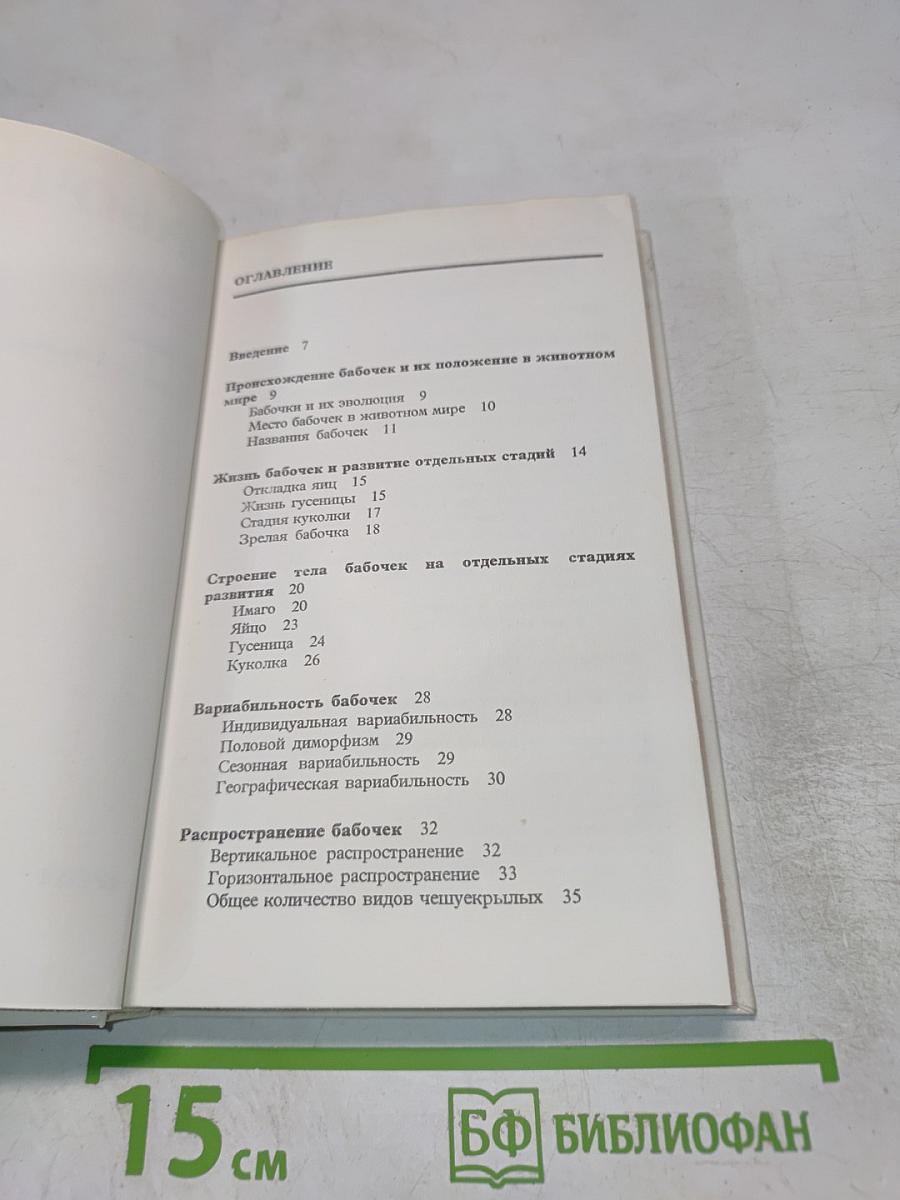 ОГЛАВЛЕНИЕ
Введение 7
Происхождение бабочек и их положение в животном
мире 9
Бабочки и их эволюция 9
Место бабочек в животном мире 10
Названия бабочек 11
Жизнь бабочек и развитие отдельных стадий 14
Откладка яиц 15
Жизнь гусеницы 15
Стадия куколки 17
Зрелая бабочка 18
Строение тела бабочек на отдельных стадиях
развития 20
Имаго 20
Яйцо 23
Гусеница 24
Куколка 26
Вариабильность бабочек 28
Индивидуальная вариабильность 28
Половой диморфизм 29
Сезонная вариабильность 29
Географическая вариабильность 30
Распространение бабочек 32
Вертикальное распространение 32
Горизонтальное распространение 33
Общее количество видов чешуекрылых 35
15 см
БФ БИБЛИОФАН